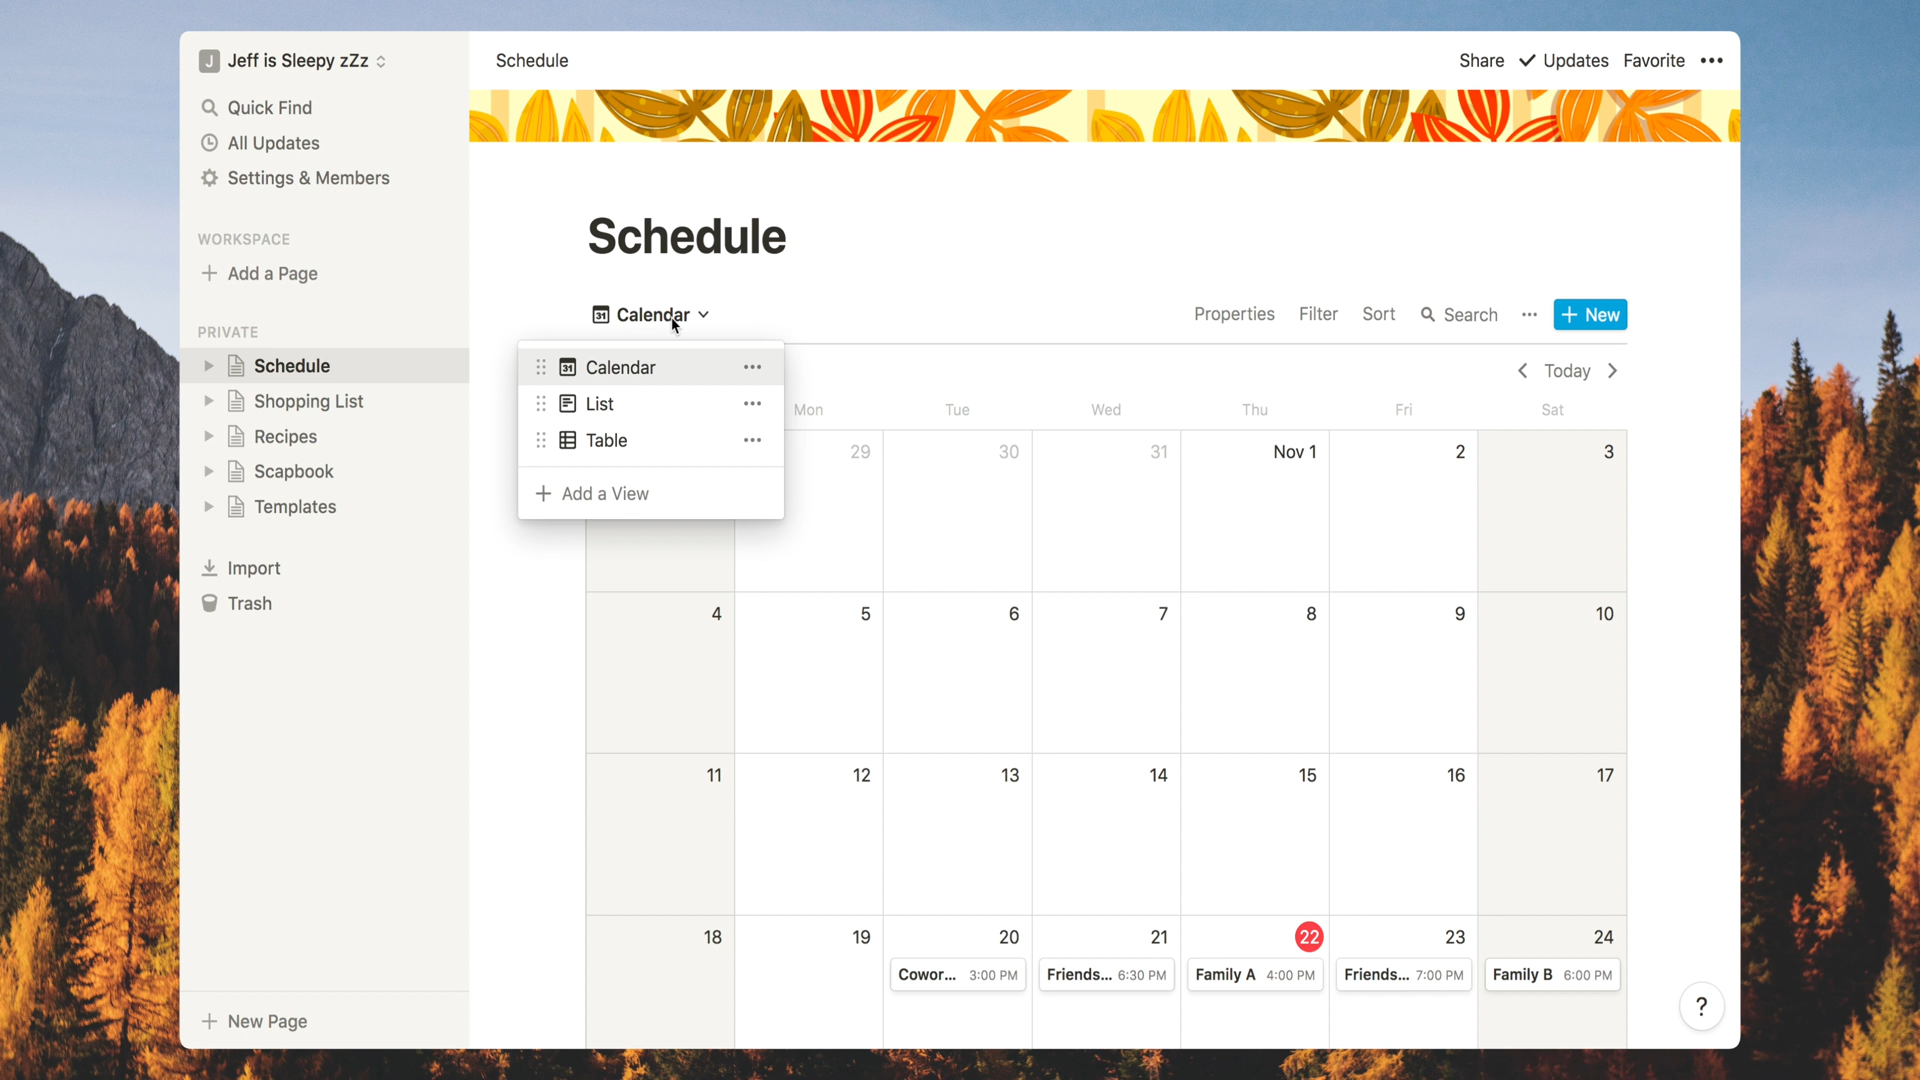 J Jeff is Sleepy zZz
Quick Find
All Updates
Settings & Members
WORKSPACE
Add a Page
PRIVATE
Schedule
Shopping List
Recipes
Scapbook
Templates
Import
Trash
New Page
Schedule
Share Updates Favorite •••
Schedule
31 Calendar
Properties Filter Sort Search ••• + New
31 Calendar •••
List •••
Table •••
+ Add a View
Today
Mon Tue Wed Thu Fri Sat
29 30 31 Nov 1 2 3
4 5 6 7 8 9 10
11 12 13 14 15 16 17
18 19 20 21 22 23 24
Cowor... 3:00 PM Friends... 6:30 PM Family A 4:00 PM Friends... 7:00 PM Family B 6:00 PM
?